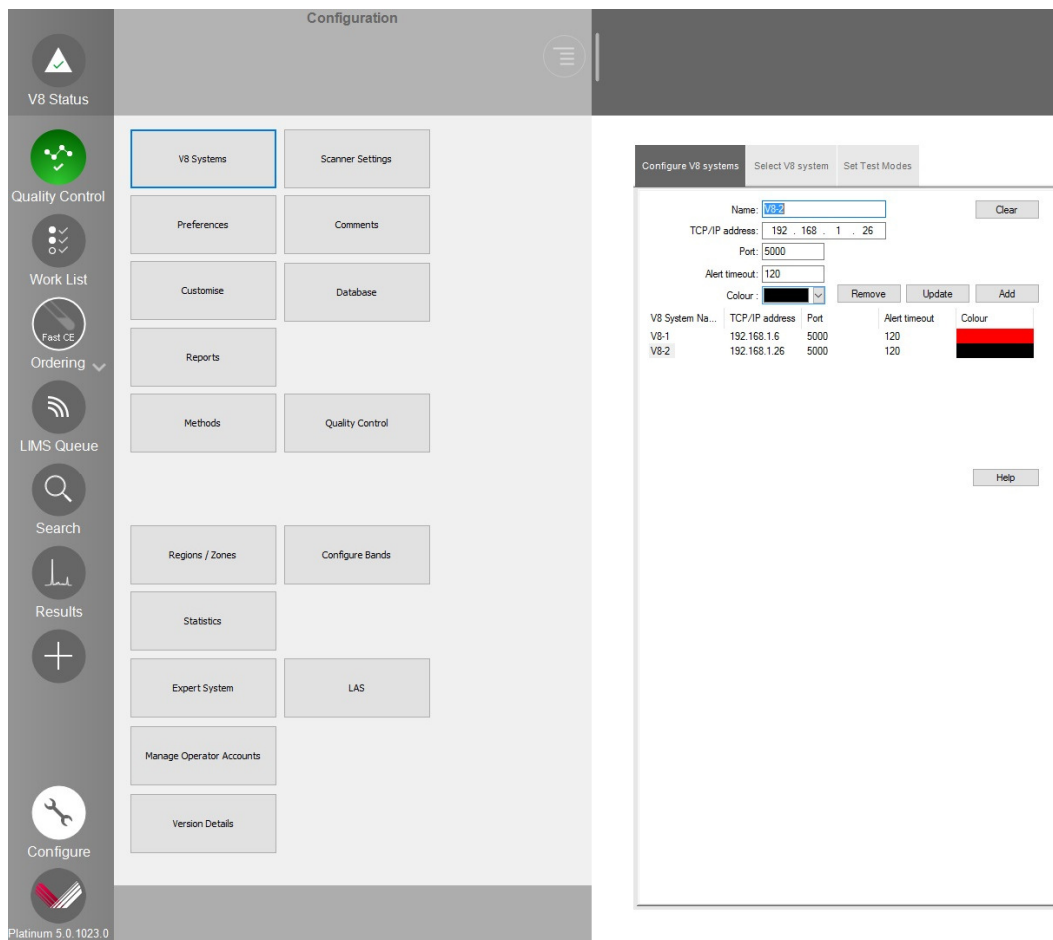 Configuration
V8 Status
Quality Control
Work List
Fast CE
Ordering
LIMS Queue
Search
Results
Configure
Platinum 5.0.1023.0
V8 Systems
Scanner Settings
Preferences
Comments
Customise
Database
Reports
Methods
Quality Control
Regions / Zones
Configure Bands
Statistics
Expert System
LAS
Manage Operator Accounts
Version Details
Configure V8 systems
Select V8 system
Set Test Modes
Name: V8-2
Clear
TCP/IP address: 192 . 168 . 1 . 26
Port: 5000
Alert timeout: 120
Colour :
Remove
Update
Add
V8 System Na... TCP/IP address Port Alert timeout Colour
V8-1 192.168.1.6 5000 120
V8-2 192.168.1.26 5000 120
Help